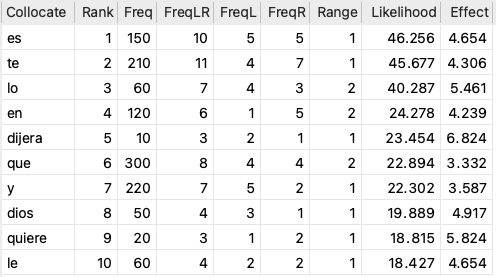 Collocate Rank Freq FreqLR FreqL FreqR Range Likelihood Effect
es 1 150 10 5 5 1 46.256 4.654
te 2 210 11 4 7 1 45.677 4.306
lo 3 60 7 4 3 2 40.287 5.461
en 4 120 6 1 5 2 24.278 4.239
dijera 5 10 3 2 1 1 23.454 6.824
que 6 300 8 4 4 2 22.894 3.332
y 7 220 7 5 2 1 22.302 3.587
dios 8 50 4 3 1 1 19.889 4.917
quiere 9 20 3 1 2 1 18.815 5.824
le 10 60 4 2 2 1 18.427 4.654